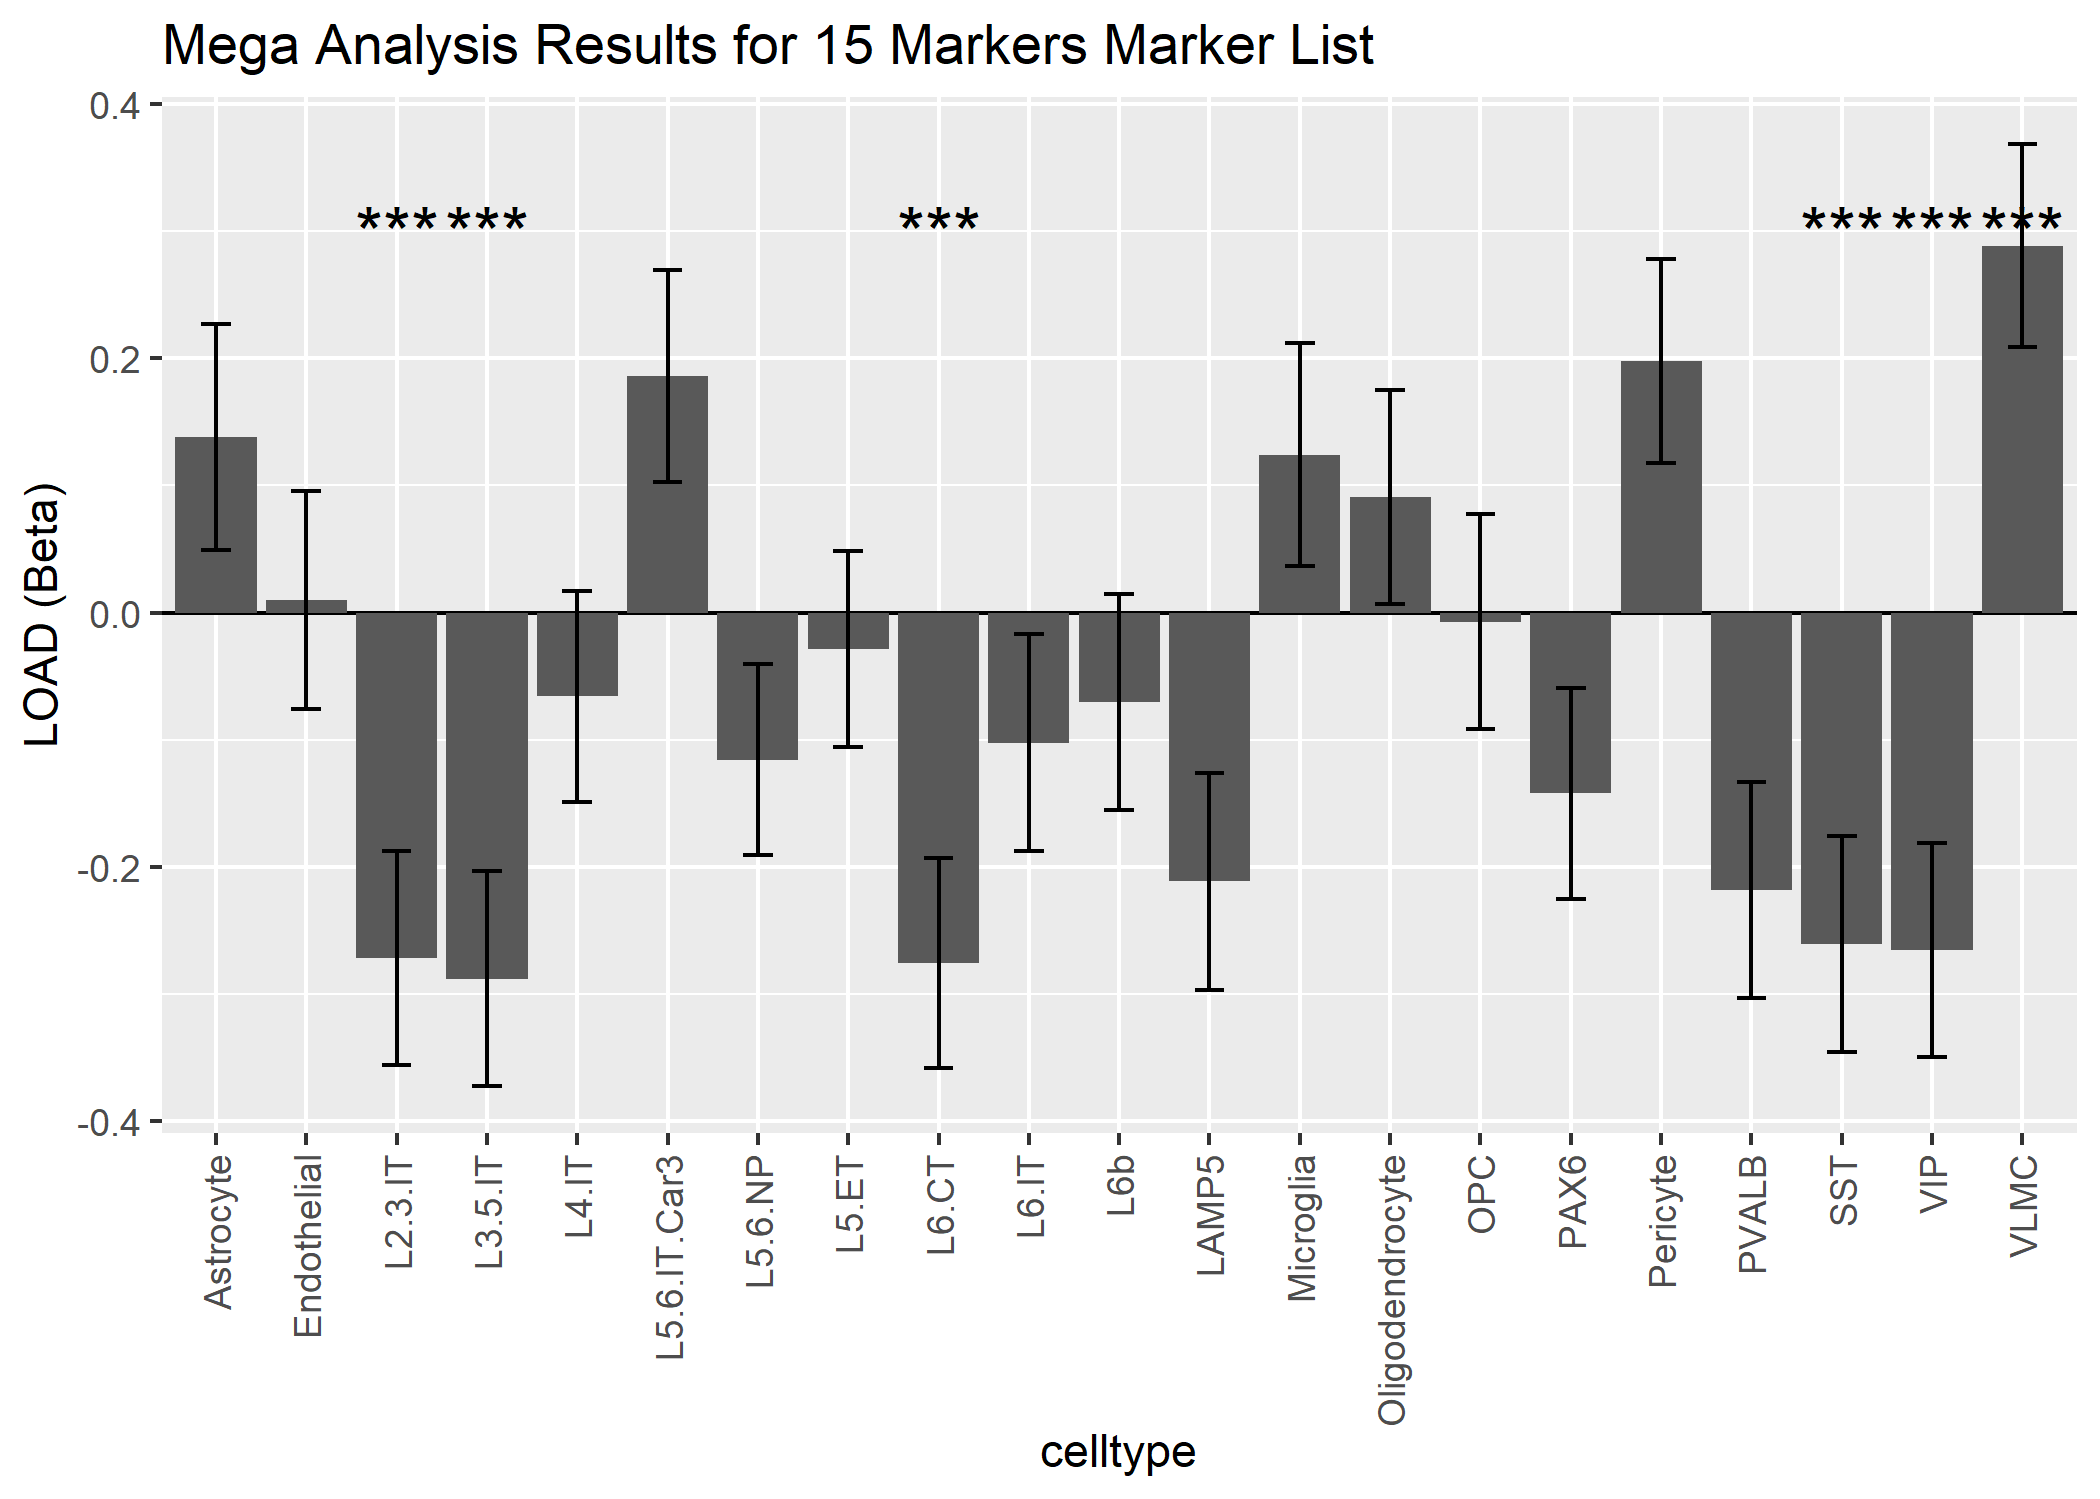 Mega Analysis Results for 15 Markers Marker List
LOAD (Beta)
0.4
0.2
0.0
-0.2
-0.4
*** *** *** *** *** ***
Astrocyte
Endothelial
L2.3.IT
L3.5.IT
L4.IT
L5.6.IT.Car3
L5.6.NP
L5.ET
L6.CT
L6.IT
L6b
LAMP5
Microglia
Oligodendrocyte
OPC
PAX6
Pericyte
PVALB
SST
VIP
VLMC
celltype